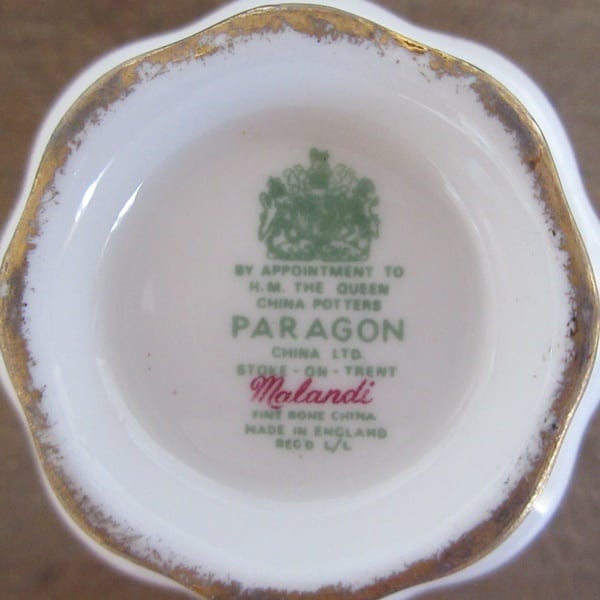 BY APPOINTMENT TO
H.M. THE QUEEN
CHINA POTTERS
PARAGON
CHINA LTD.
STOKE-ON-TRENT
Malandi
FINE BONE CHINA
MADE IN ENGLAND
REG'D L/L